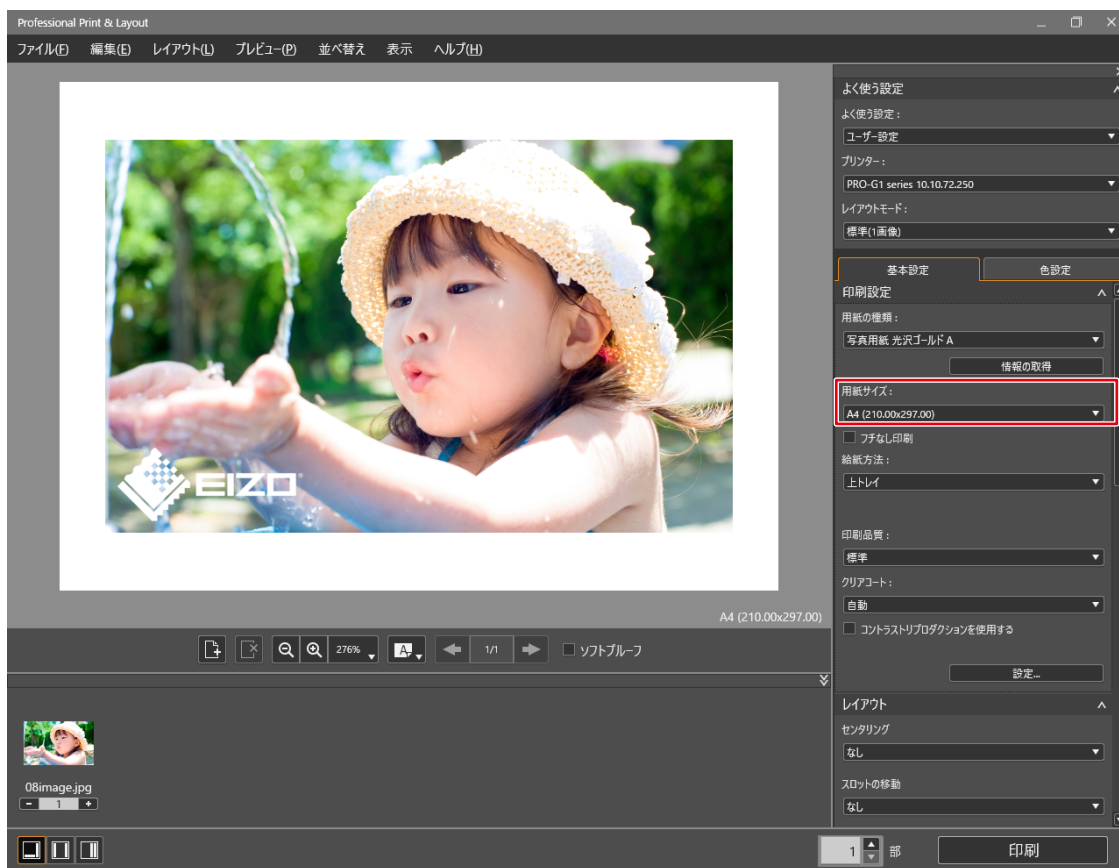 Professional Print & Layout
ファイル(F) 編集(E) レイアウト(L) プレビュー(P) 並べ替え 表示 ヘルプ(H)
EIZO
A4 (210.00x297.00)
276% A 1/1 ソフトプルーフ
08image.jpg
- 1 +
よく使う設定
よく使う設定：
ユーザー設定
プリンター：
PRO-G1 series 10.10.72.250
レイアウトモード：
標準(1画像)
基本設定 色設定
印刷設定
用紙の種類：
写真用紙 光沢ゴールド A
情報の取得
用紙サイズ：
A4 (210.00x297.00)
フチなし印刷
給紙方法：
上トレイ
印刷品質：
標準
クリアコート：
自動
コントラストリプロダクションを使用する
設定...
レイアウト
センタリング
なし
スロットの移動
なし
1 部 印刷